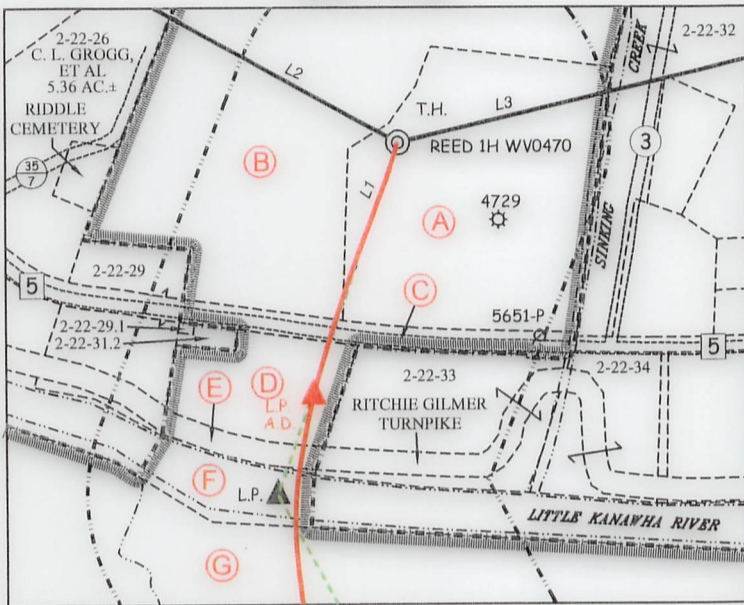 2-22-26
C. L. GROGG,
ET AL
5.36 AC.±
RIDDLE
CEMETERY
35
7
L2
T.H.
L3
2-22-32
CREEK
SINKING
3
REED 1H WV0470
B
L1
A
4729
C
2-22-29
5
5651-P
5
2-22-29.1
2-22-31.2
E
D
L.P.
A.D.
2-22-33
RITCHIE GILMER
TURNPIKE
2-22-34
F
L.P.
LITTLE KANAWHA RIVER
G